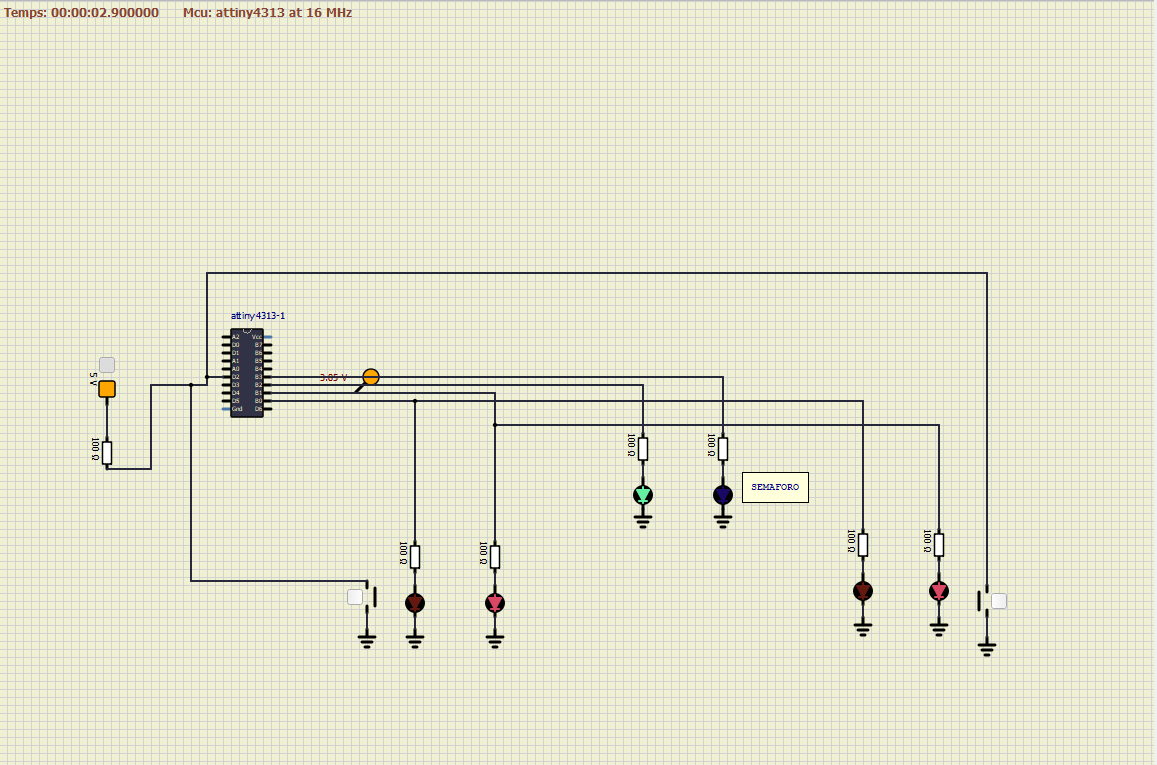 Temps: 00:00:02.900000 Mcu: attiny4313 at 16 MHz
attiny4313-1
A2 Vcc
D0 B7
D1 B6
A1 B5
A0 B4
D2 B3
D3 B2
D4 B1
D5 B0
Gnd D6
5 V
3.85 V
100 Ω
100 Ω
100 Ω
SEMAFORO
100 Ω
100 Ω
100 Ω
100 Ω